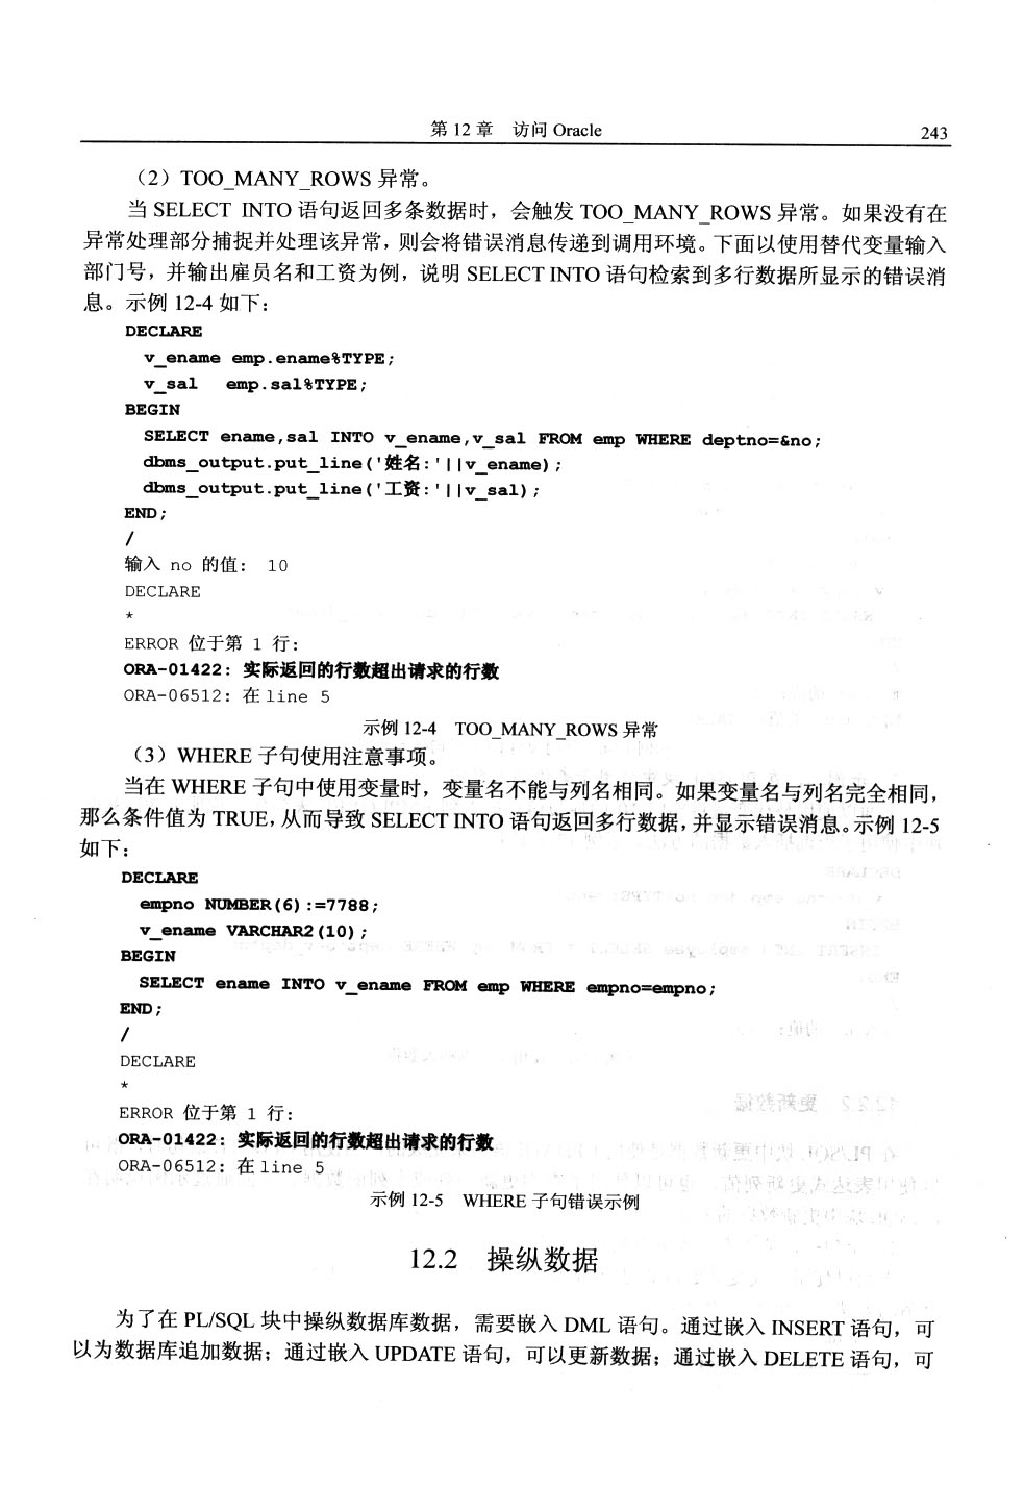 第 12 章 访问 Oracle
243
（2）TOO_MANY_ROWS 异常。
当 SELECT INTO 语句返回多条数据时，会触发 TOO_MANY_ROWS 异常。如果没有在
异常处理部分捕捉并处理该异常，则会将错误消息传递到调用环境。下面以使用替代变量输入
部门号，并输出雇员名和工资为例，说明 SELECT INTO 语句检索到多行数据所显示的错误消
息。示例 12-4 如下：
DECLARE
v_ename emp.ename%TYPE;
v_sal emp.sal%TYPE;
BEGIN
SELECT ename,sal INTO v_ename,v_sal FROM emp WHERE deptno=&no;
dbms_output.put_line('姓名:'||v_ename);
dbms_output.put_line('工资:'||v_sal);
END;
/
输入 no 的值： 10
DECLARE
*
ERROR 位于第 1 行：
ORA-01422: 实际返回的行数超出请求的行数
ORA-06512: 在 line 5
示例 12-4 TOO_MANY_ROWS 异常
（3）WHERE 子句使用注意事项。
当在 WHERE 子句中使用变量时，变量名不能与列名相同。如果变量名与列名完全相同，
那么条件值为 TRUE，从而导致 SELECT INTO 语句返回多行数据，并显示错误消息。示例 12-5
如下：
DECLARE
empno NUMBER(6):=7788;
v_ename VARCHAR2(10);
BEGIN
SELECT ename INTO v_ename FROM emp WHERE empno=empno;
END;
/
DECLARE
*
ERROR 位于第 1 行：
ORA-01422: 实际返回的行数超出请求的行数
ORA-06512: 在 line 5
示例 12-5 WHERE 子句错误示例
12.2 操纵数据
为了在 PL/SQL 块中操纵数据库数据，需要嵌入 DML 语句。通过嵌入 INSERT 语句，可
以为数据库追加数据；通过嵌入 UPDATE 语句，可以更新数据；通过嵌入 DELETE 语句，可